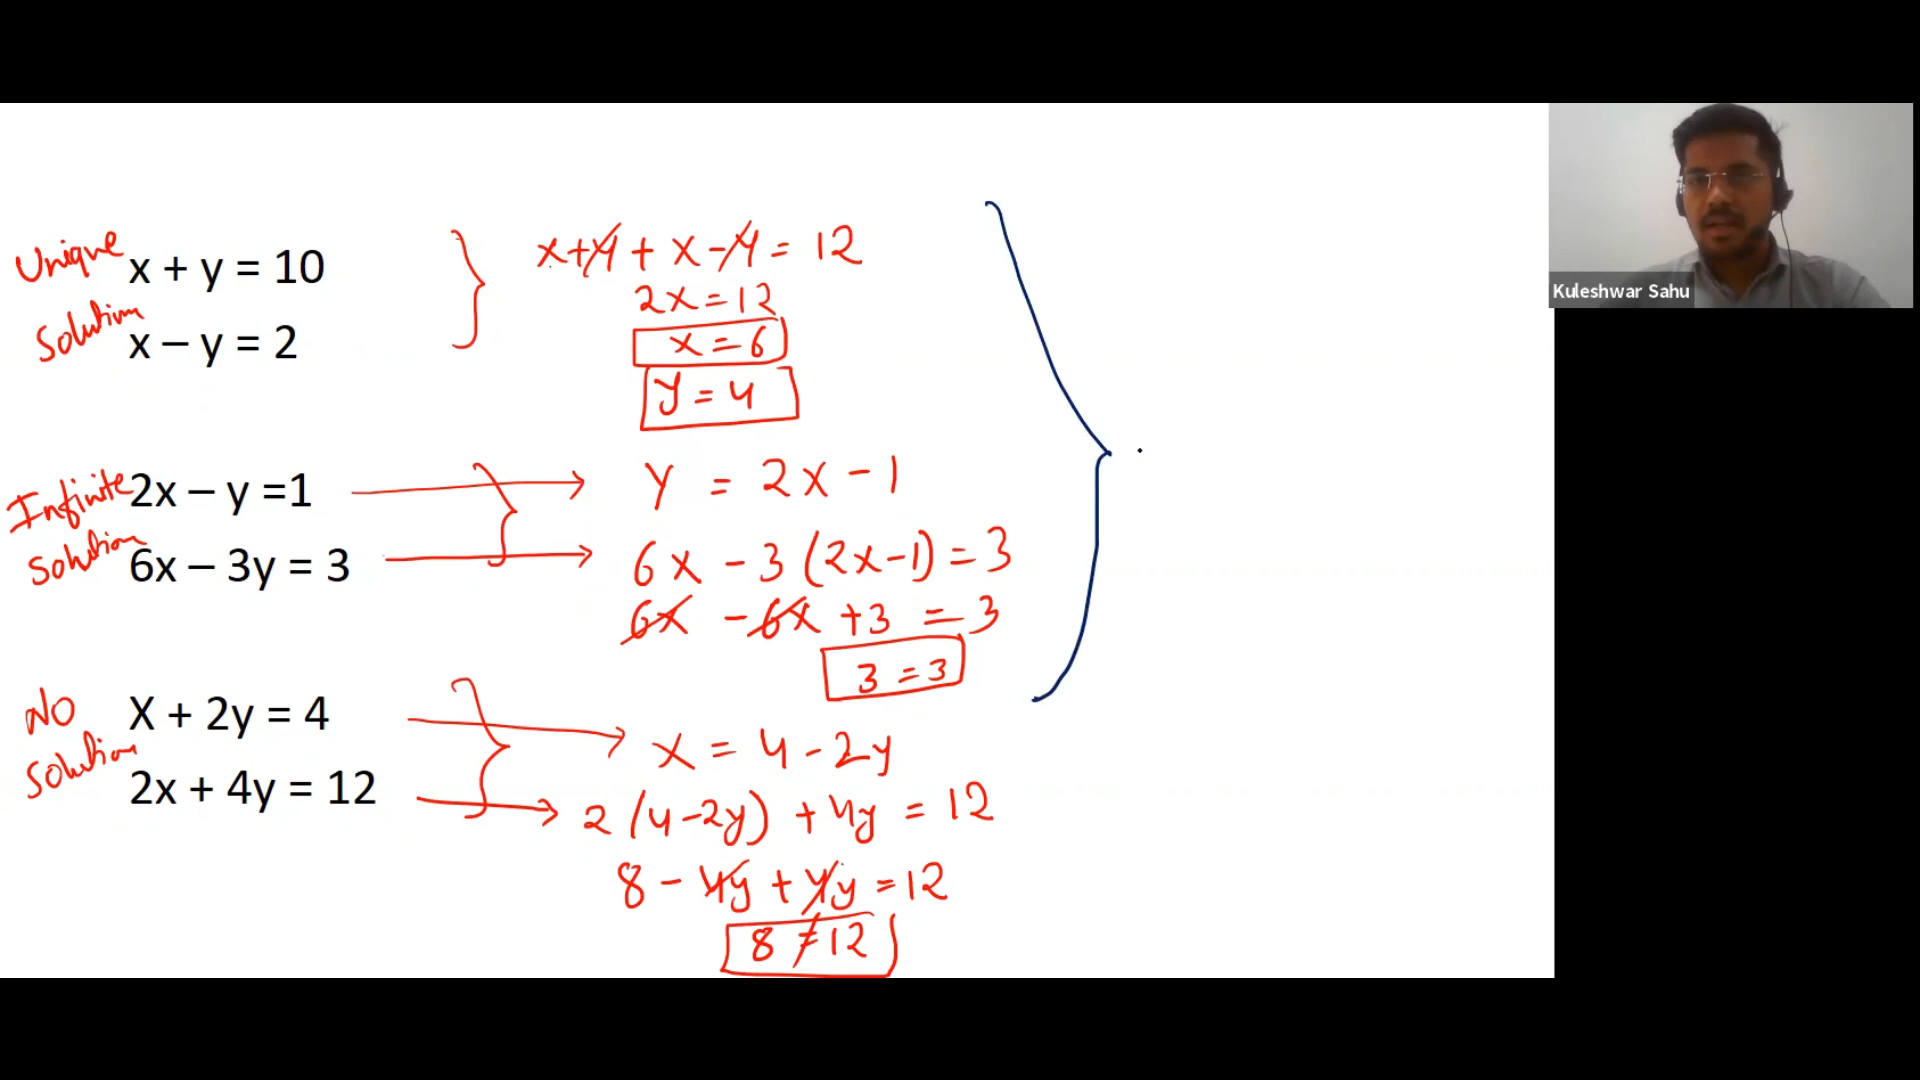 Unique
Solution
x + y = 10
x – y = 2
x+y + x-y = 12
2x = 12
x = 6
y = 4
Infinite
Solution
2x – y =1
6x – 3y = 3
y = 2x - 1
6x - 3(2x-1) = 3
6x - 6x + 3 = 3
3 = 3
NO
Solution
X + 2y = 4
2x + 4y = 12
x = 4 - 2y
2(4-2y) + 4y = 12
8 - 4y + 4y = 12
8 ≠ 12
Kuleshwar Sahu